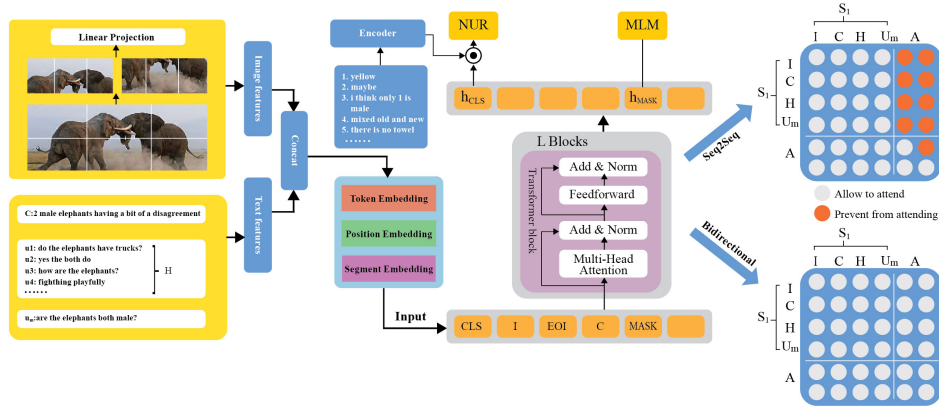 Linear Projection
Image features
C:2 male elephants having a bit of a disagreement
u1: do the elephants have trucks?
u2: yes the both do
u3: how are the elephants?
u4: fighthing playfully
......
H
um:are the elephants both male?
Text features
Concat
Encoder
1. yellow
2. maybe
3. i think only 1 is
male
4. mixed old and new
5. there is no towel
......
Token Embedding
Position Embedding
Segment Embedding
Input
NUR
MLM
hCLS
hMASK
L Blocks
Transformer block
Add & Norm
Feedforward
Add & Norm
Multi-Head
Attention
CLS I EOI C MASK
Seq2Seq
Bidirectional
S1
I C H Um A
I
C
S1
H
Um
A
Allow to attend
Prevent from attending
S1
I C H Um A
I
C
S1
H
Um
A